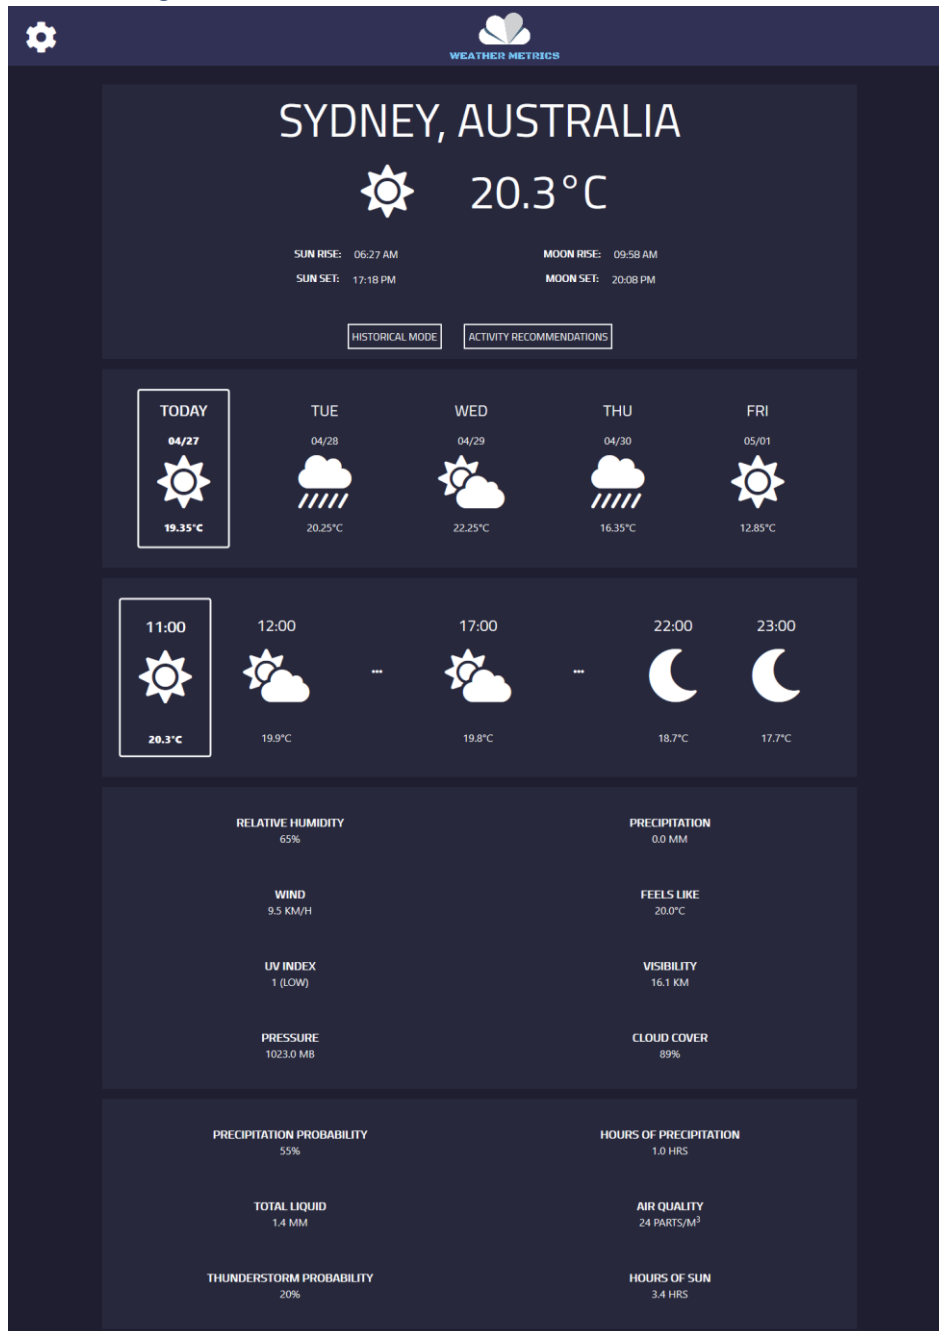 WEATHER METRICS
SYDNEY, AUSTRALIA
20.3°C
SUN RISE: 06:27 AM MOON RISE: 09:58 AM
SUN SET: 17:18 PM MOON SET: 20:08 PM
HISTORICAL MODE ACTIVITY RECOMMENDATIONS
TODAY TUE WED THU FRI
04/27 04/28 04/29 04/30 05/01
19.35°C 20.25°C 22.25°C 16.35°C 12.85°C
11:00 12:00 17:00 22:00 23:00
... ...
20.3°C 19.9°C 19.8°C 18.7°C 17.7°C
RELATIVE HUMIDITY PRECIPITATION
65% 0.0 MM
WIND FEELS LIKE
9.5 KM/H 20.0°C
UV INDEX VISIBILITY
1 (LOW) 16.1 KM
PRESSURE CLOUD COVER
1023.0 MB 89%
PRECIPITATION PROBABILITY HOURS OF PRECIPITATION
55% 1.0 HRS
TOTAL LIQUID AIR QUALITY
1.4 MM 24 PARTS/M³
THUNDERSTORM PROBABILITY HOURS OF SUN
20% 3.4 HRS